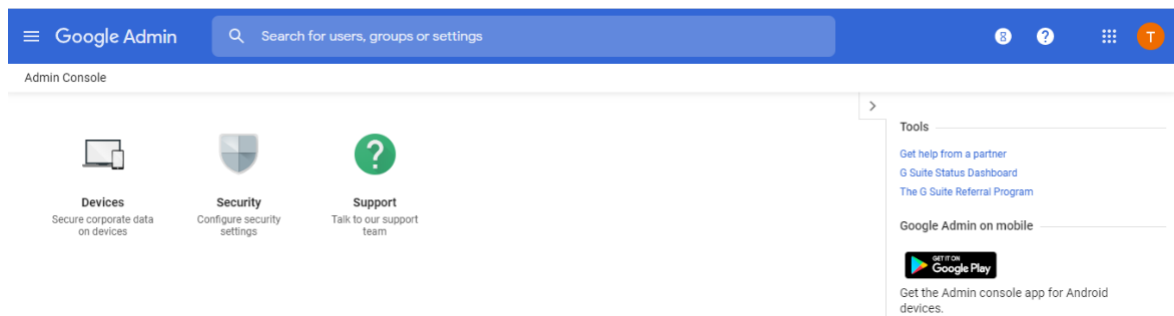 Google Admin
Search for users, groups or settings
8
?
T
Admin Console
Devices
Secure corporate data
on devices
Security
Configure security
settings
?
Support
Talk to our support
team
Tools
Get help from a partner
G Suite Status Dashboard
The G Suite Referral Program
Google Admin on mobile
GET IT ON
Google Play
Get the Admin console app for Android
devices.